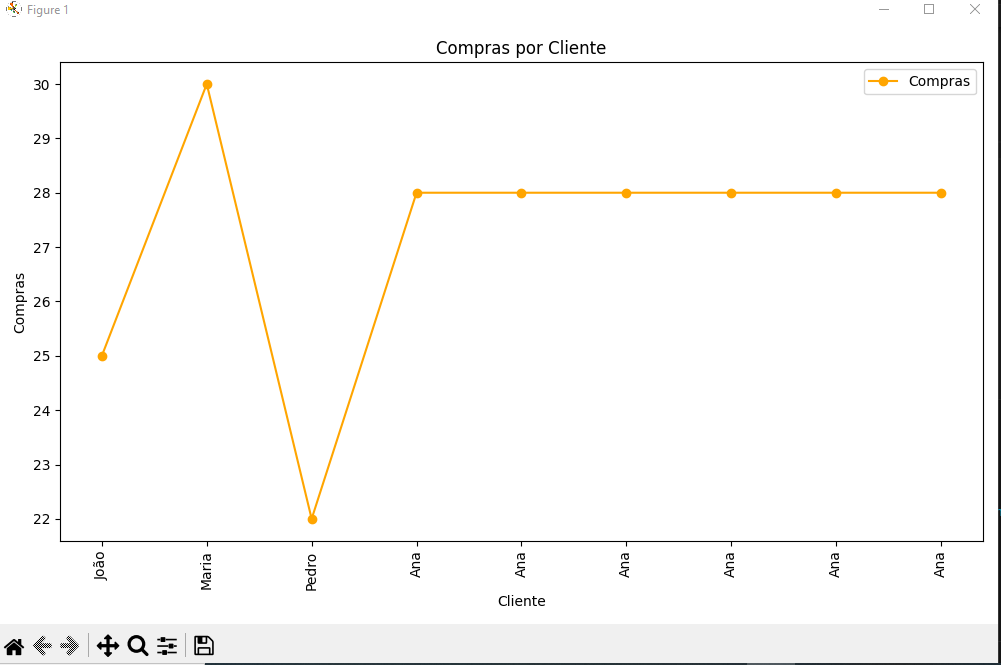 Figure 1
Compras por Cliente
Compras
30
29
28
27
26
25
24
23
22
Compras
João
Maria
Pedro
Ana
Ana
Ana
Ana
Ana
Ana
Cliente